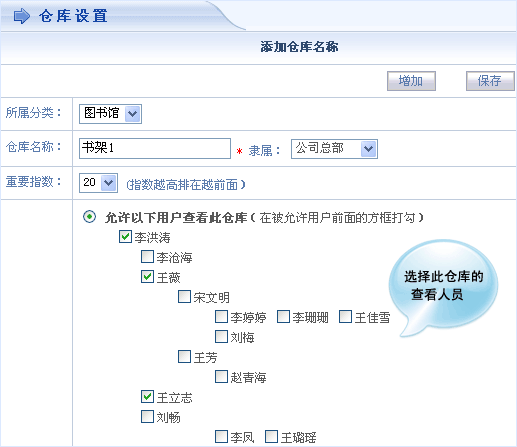 仓库设置
添加仓库名称
增加 保存
所属分类： 图书馆
仓库名称： 书架1 * 隶属： 公司总部
重要指数： 20 (指数越高排在越前面)
允许以下用户查看此仓库(在被允许用户前面的方框打勾)
李洪涛
李沧海
王薇
选择此仓库的
查看人员
宋文明
李婷婷 李珊珊 王佳雪
刘梅
王芳
赵青海
王立志
刘畅
李凤 王璐瑶